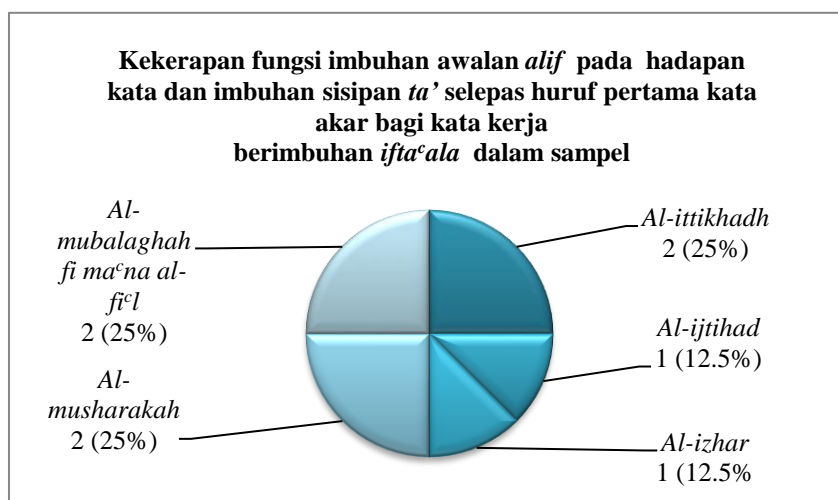 Kekerapan fungsi imbuhan awalan alif pada hadapan
kata dan imbuhan sisipan ta’ selepas huruf pertama kata
akar bagi kata kerja
berimbuhan iftaᶜala dalam sampel
Al-
mubalaghah
fi maᶜna al-
fiᶜl
2 (25%)
Al-ittikhadh
2 (25%)
Al-ijtihad
1 (12.5%)
Al-
musharakah
2 (25%)
Al-izhar
1 (12.5%